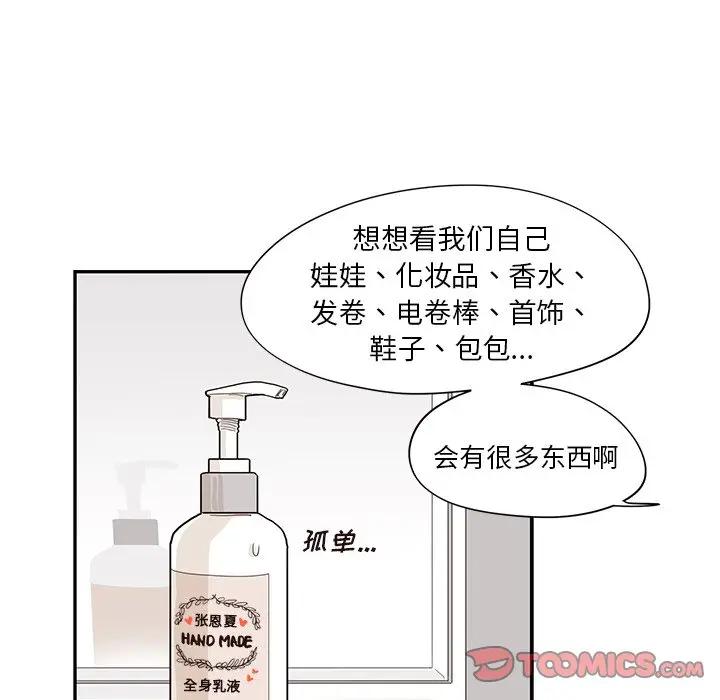 想想看我们自己
娃娃、化妆品、香水、
发卷、电卷棒、首饰、
鞋子、包包...
会有很多东西啊
孤单...
张恩夏
HAND MADE
全身乳液
TOOMICS.COM